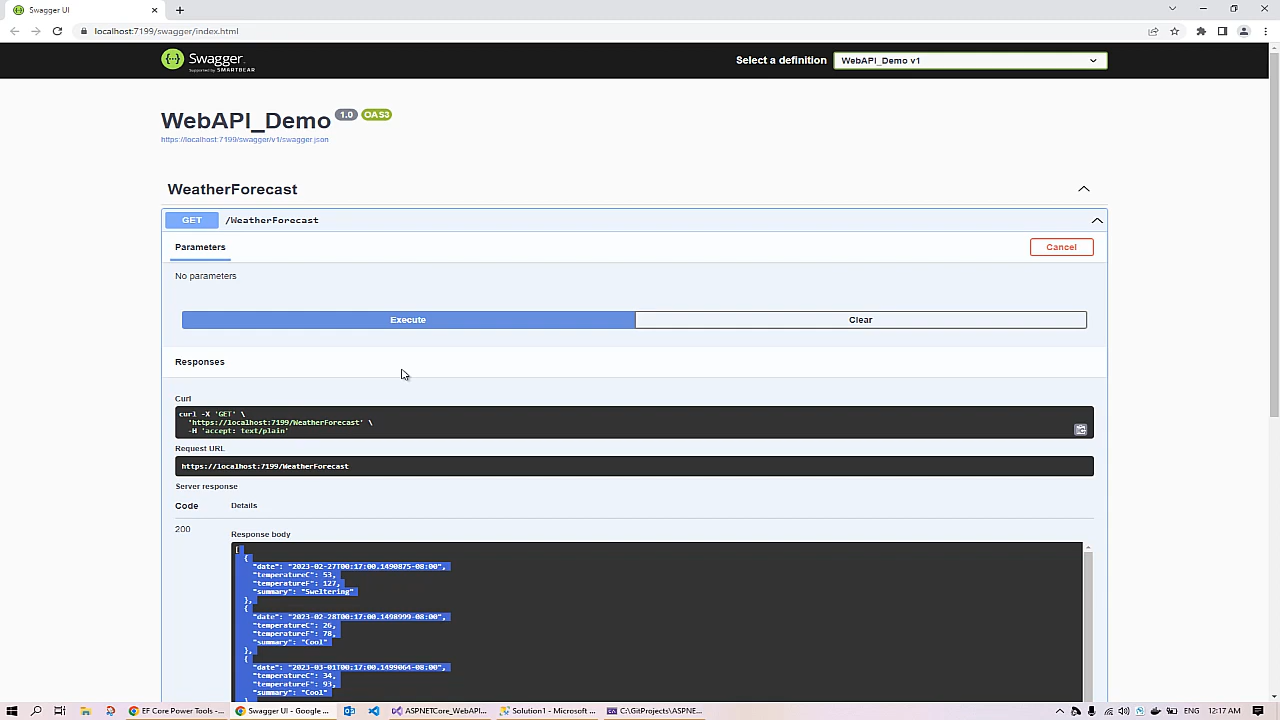 Swagger UI
localhost:7199/swagger/index.html
Swagger.
Supported by SMARTBEAR
Select a definition
WebAPI_Demo v1
WebAPI_Demo 1.0 OAS3
https://localhost:7199/swagger/v1/swagger.json
WeatherForecast
GET /WeatherForecast
Parameters
Cancel
No parameters
Execute
Clear
Responses
Curl
curl -X 'GET' \
'https://localhost:7199/WeatherForecast' \
-H 'accept: text/plain'
Request URL
https://localhost:7199/WeatherForecast
Server response
Code Details
200
Response body
[
{
"date": "2023-02-27T00:17:00.1490875-08:00",
"temperatureC": 53,
"temperatureF": 127,
"summary": "Sweltering"
},
{
"date": "2023-02-28T00:17:00.1498999-08:00",
"temperatureC": 26,
"temperatureF": 78,
"summary": "Cool"
},
{
"date": "2023-03-01T00:17:00.1499064-08:00",
"temperatureC": 34,
"temperatureF": 93,
"summary": "Cool"
}
EF Core Power Tools -...
Swagger UI - Google ...
ASPNETCore_WebAPI...
Solution1 - Microsoft ...
C:\GitProjects\ASPNE...
ENG
12:17 AM